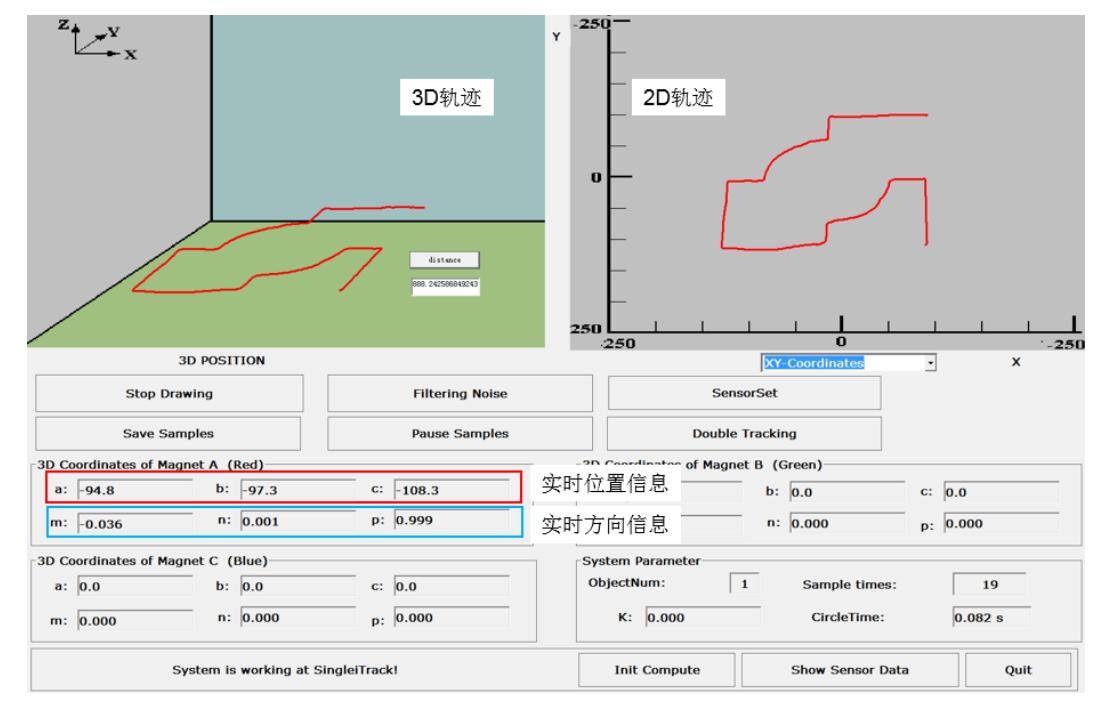 Z
Y
X
3D轨迹
distance
888.242586849243
Y
-250
2D轨迹
0
250
250
0
-250
3D POSITION
XY-Coordinates
X
Stop Drawing
Filtering Noise
SensorSet
Save Samples
Pause Samples
Double Tracking
3D Coordinates of Magnet A (Red)
a: -94.8 b: -97.3 c: -108.3
m: -0.036 n: 0.001 p: 0.999
实时位置信息
实时方向信息
3D Coordinates of Magnet B (Green)
b: 0.0 c: 0.0
n: 0.000 p: 0.000
3D Coordinates of Magnet C (Blue)
a: 0.0 b: 0.0 c: 0.0
m: 0.000 n: 0.000 p: 0.000
System Parameter
ObjectNum: 1 Sample times: 19
K: 0.000 CircleTime: 0.082 s
System is working at SingleiTrack!
Init Compute
Show Sensor Data
Quit